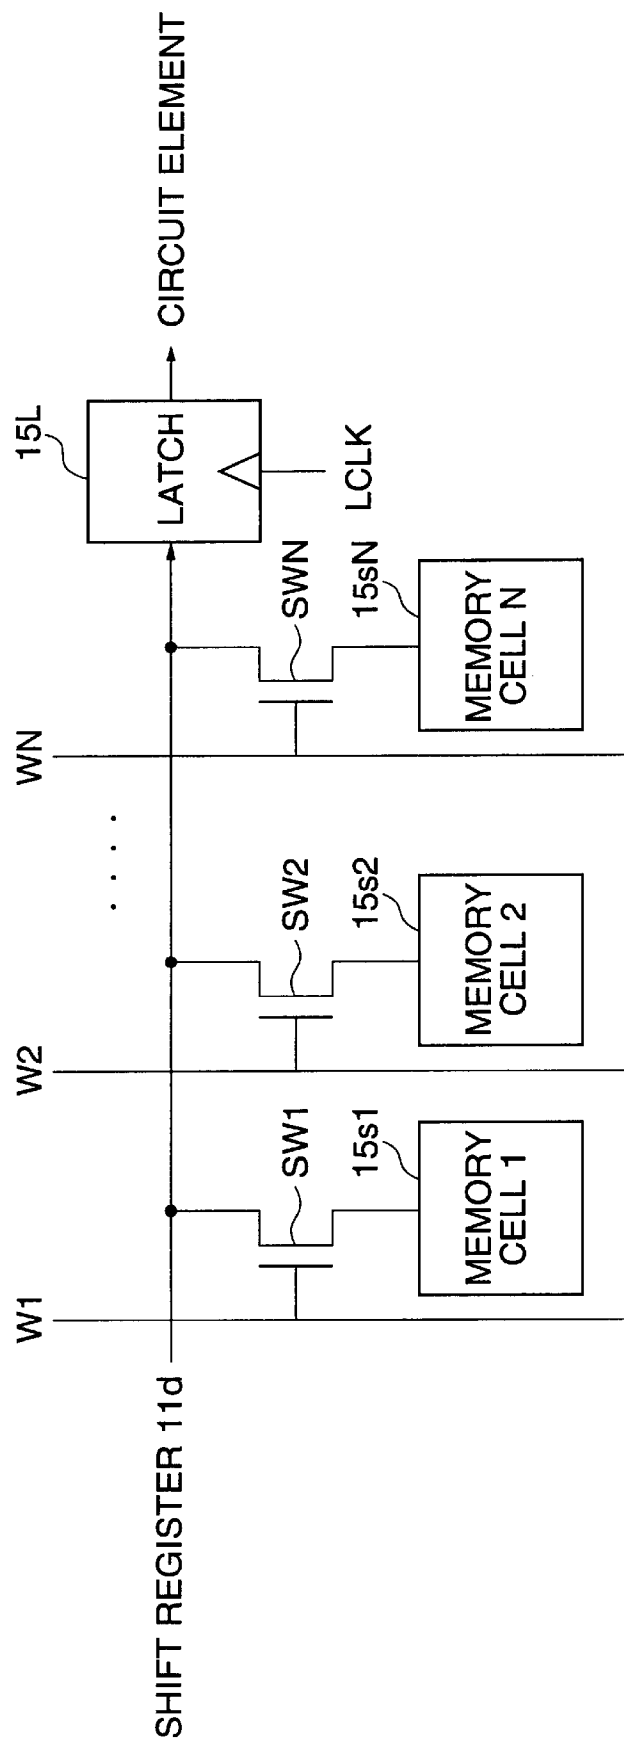 W1
W2
. . . .
WN
15L
SHIFT REGISTER 11d
LATCH
CIRCUIT ELEMENT
LCLK
SW1
SW2
SWN
15s1
15s2
15sN
MEMORY
CELL 1
MEMORY
CELL 2
MEMORY
CELL N